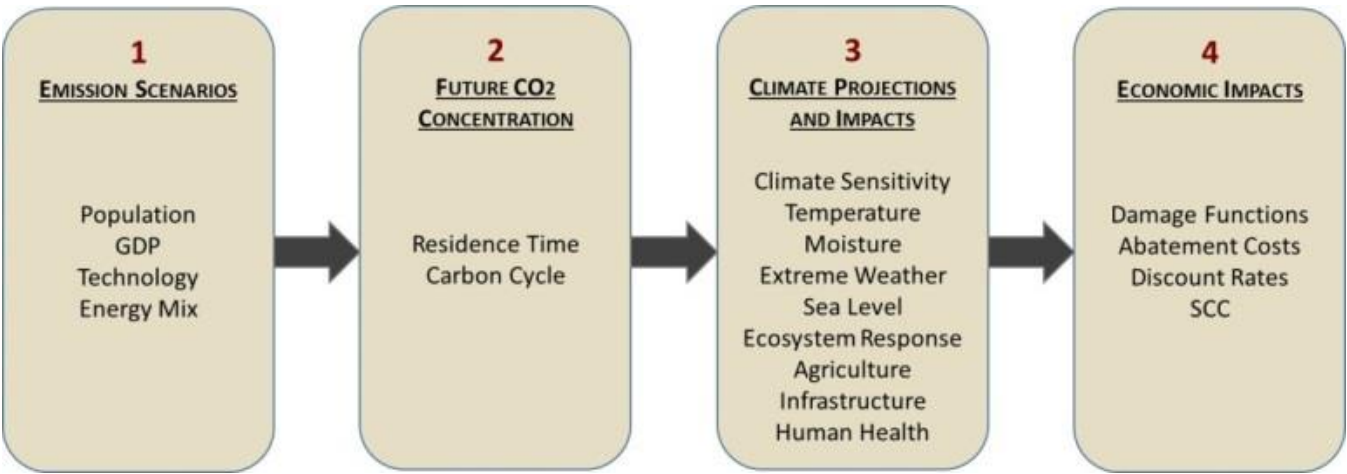 1
EMISSION SCENARIOS
Population
GDP
Technology
Energy Mix
2
FUTURE CO2
CONCENTRATION
Residence Time
Carbon Cycle
3
CLIMATE PROJECTIONS
AND IMPACTS
Climate Sensitivity
Temperature
Moisture
Extreme Weather
Sea Level
Ecosystem Response
Agriculture
Infrastructure
Human Health
4
ECONOMIC IMPACTS
Damage Functions
Abatement Costs
Discount Rates
SCC